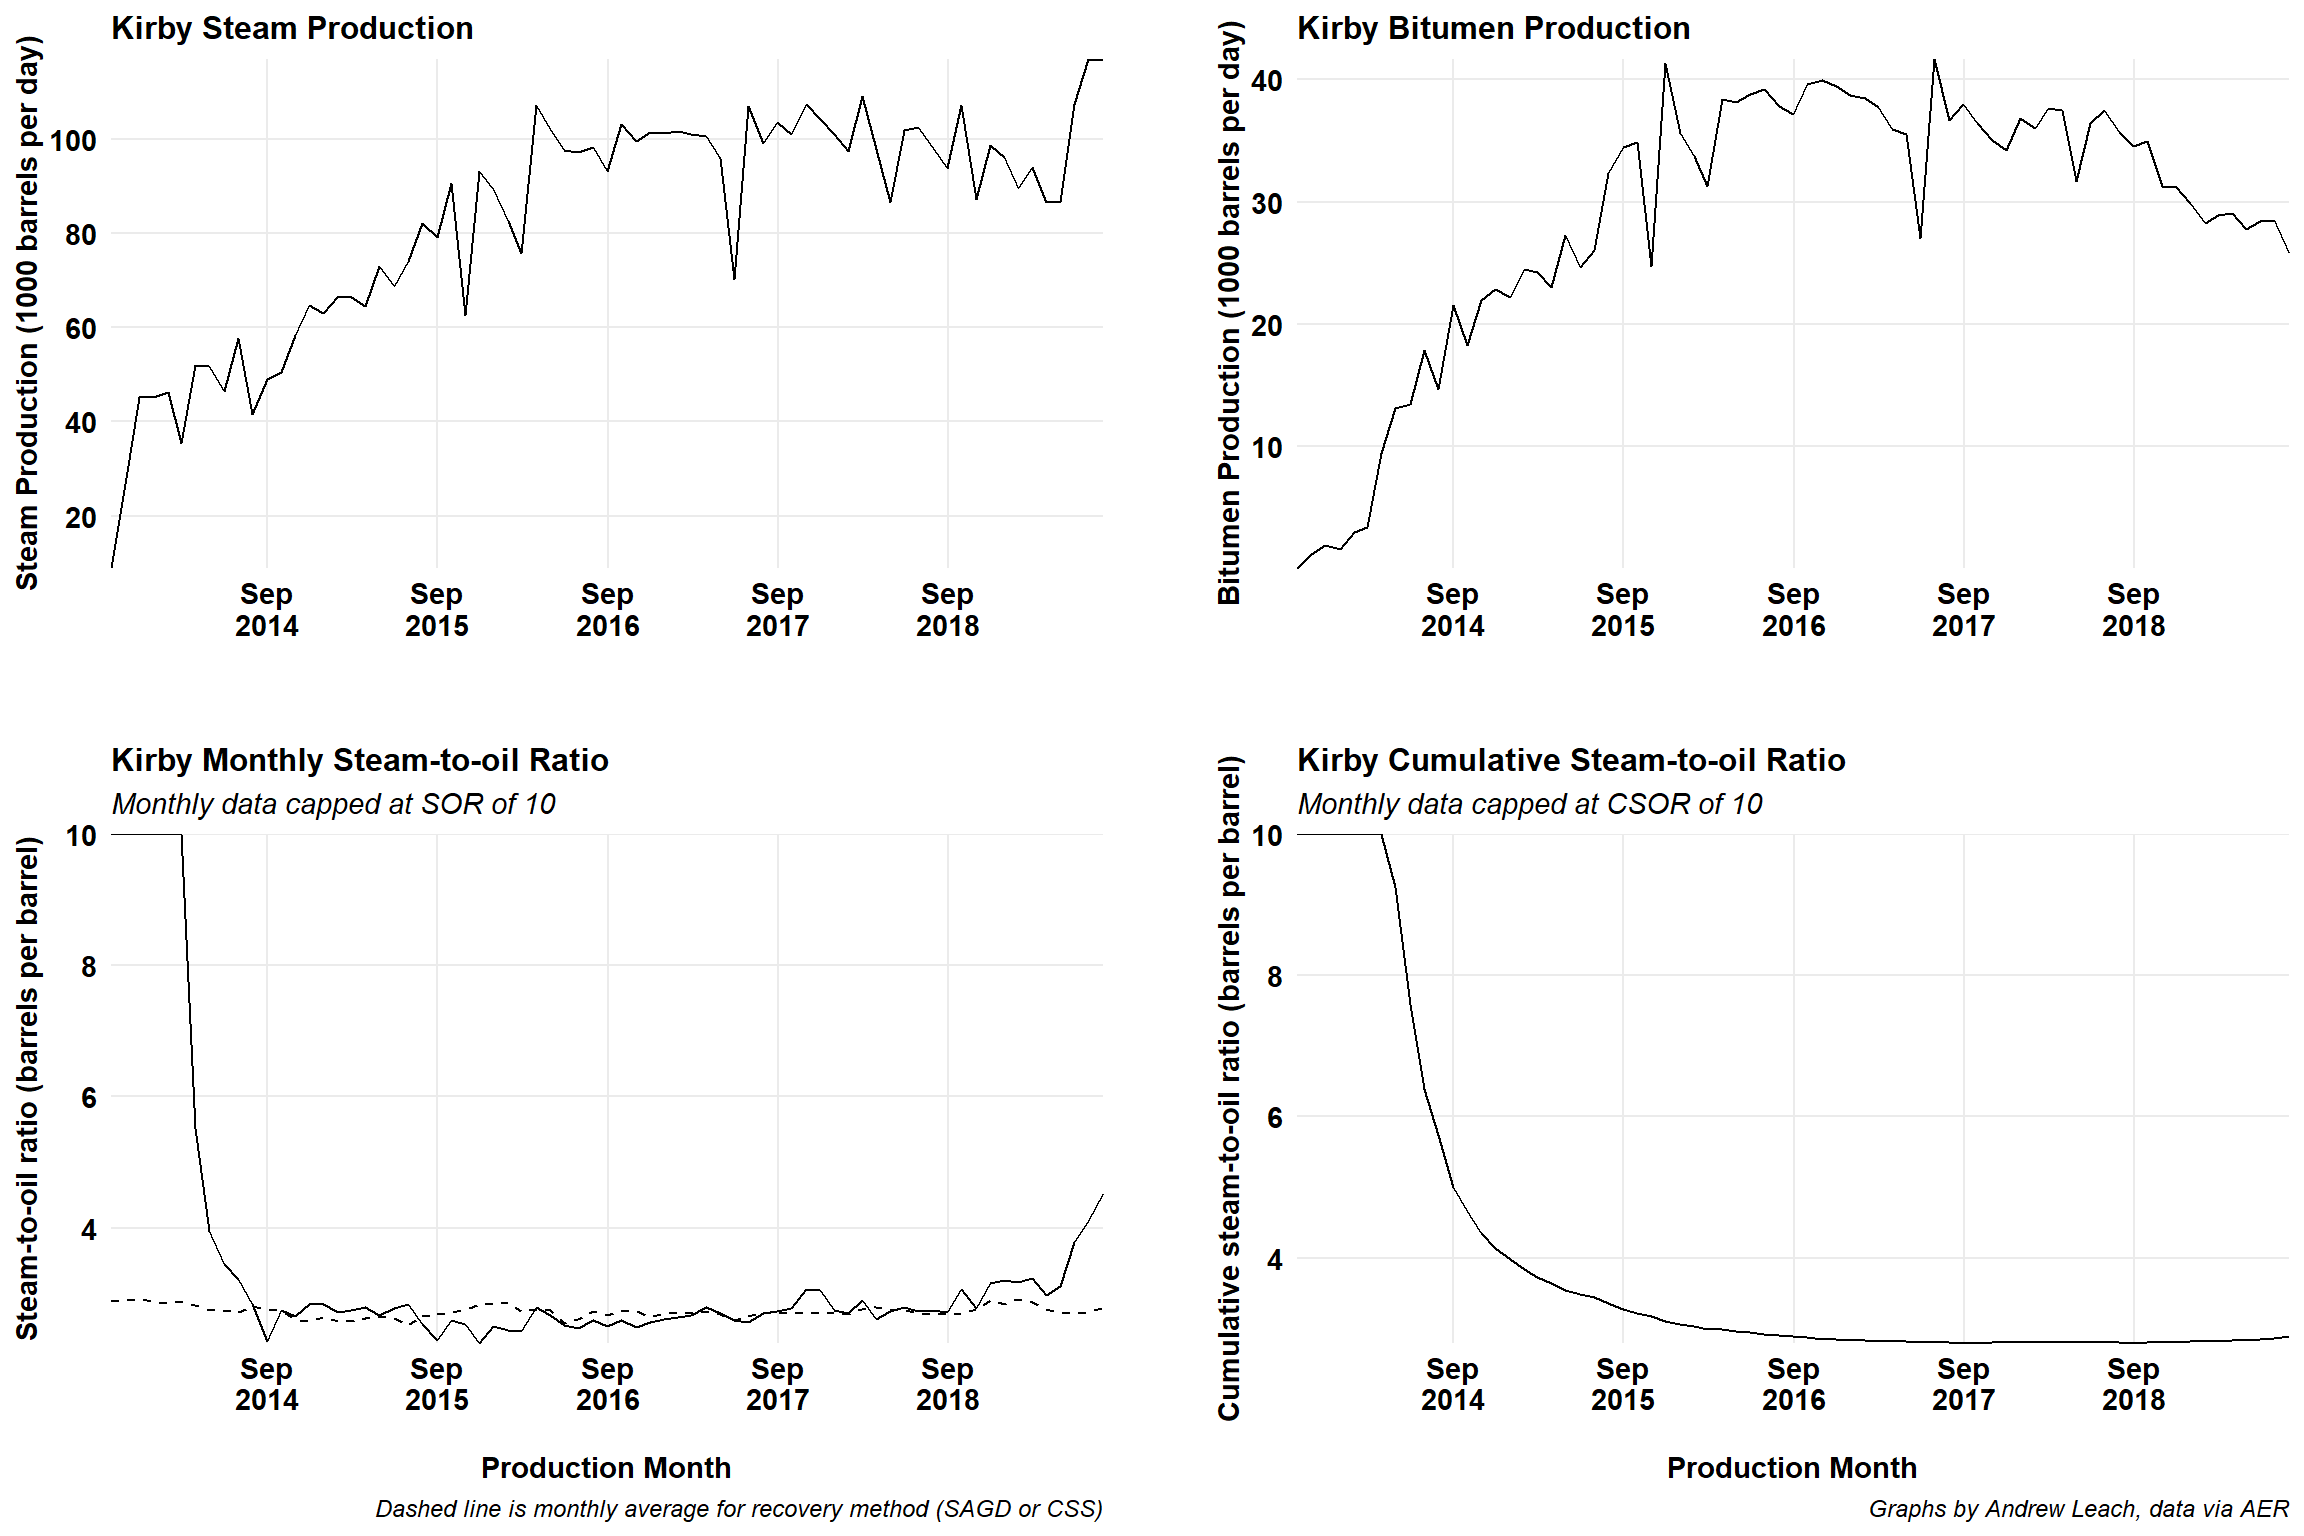 Kirby Steam Production
Steam Production (1000 barrels per day)
100
80
60
40
20
Sep
2014
Sep
2015
Sep
2016
Sep
2017
Sep
2018
Kirby Bitumen Production
Bitumen Production (1000 barrels per day)
40
30
20
10
Sep
2014
Sep
2015
Sep
2016
Sep
2017
Sep
2018
Kirby Monthly Steam-to-oil Ratio
Monthly data capped at SOR of 10
Steam-to-oil ratio (barrels per barrel)
10
8
6
4
Sep
2014
Sep
2015
Sep
2016
Sep
2017
Sep
2018
Production Month
Dashed line is monthly average for recovery method (SAGD or CSS)
Kirby Cumulative Steam-to-oil Ratio
Monthly data capped at CSOR of 10
Cumulative steam-to-oil ratio (barrels per barrel)
10
8
6
4
Sep
2014
Sep
2015
Sep
2016
Sep
2017
Sep
2018
Production Month
Graphs by Andrew Leach, data via AER